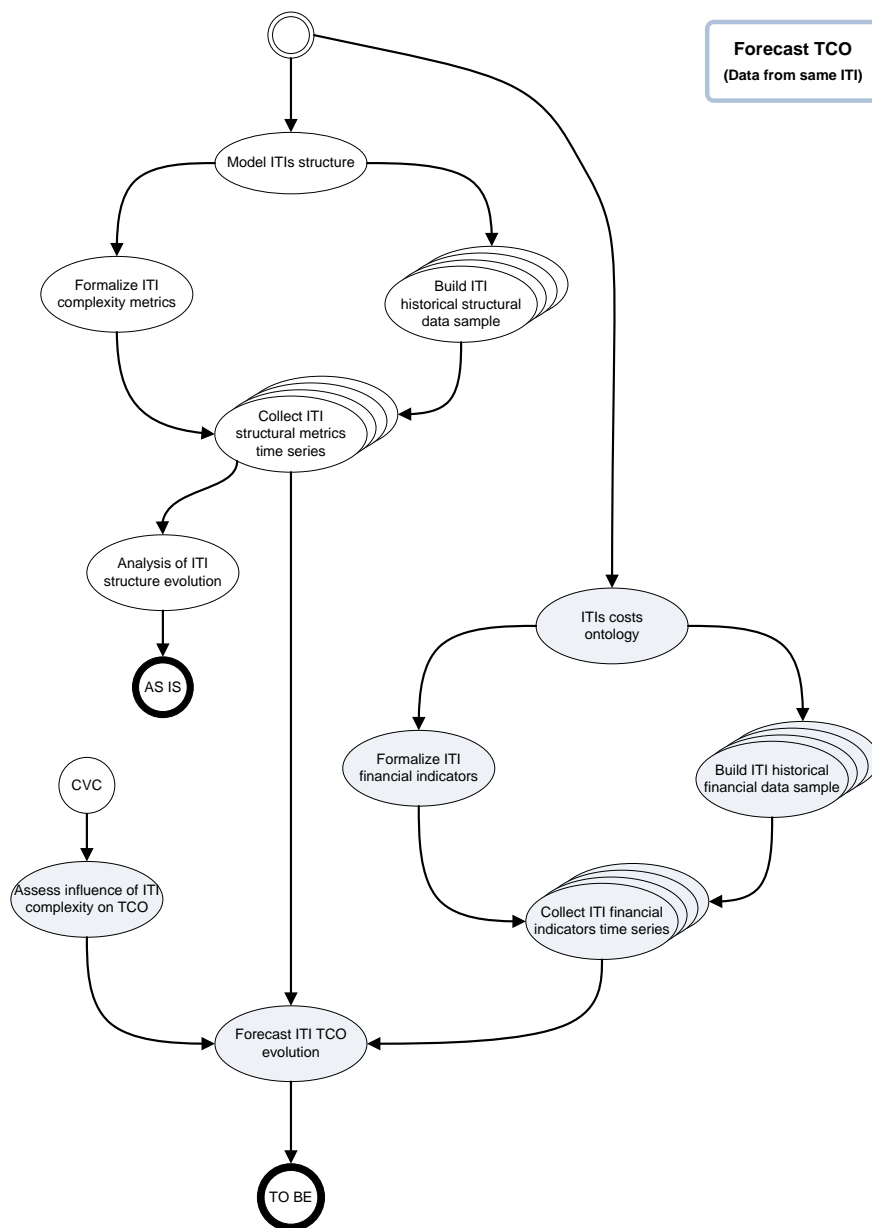 Forecast TCO
(Data from same ITI)
Model ITIs structure
Formalize ITI
complexity metrics
Build ITI
historical structural
data sample
Collect ITI
structural metrics
time series
Analysis of ITI
structure evolution
AS IS
ITIs costs
ontology
Formalize ITI
financial indicators
Build ITI historical
financial data sample
CVC
Assess influence of ITI
complexity on TCO
Collect ITI financial
indicators time series
Forecast ITI TCO
evolution
TO BE